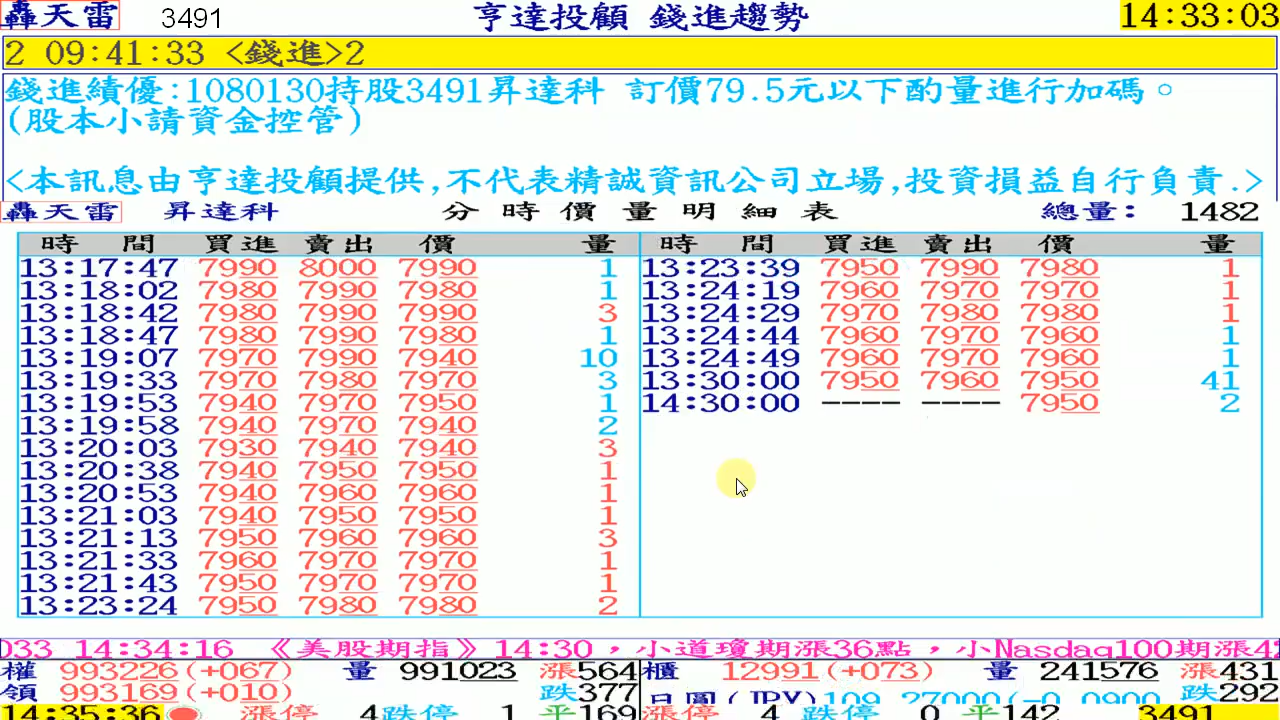 轟天雷 3491 亨達投顧 錢進趨勢 14:33:03
2 09:41:33 <錢進>2
錢進績優:1080130持股3491昇達科 訂價79.5元以下酌量進行加碼。
(股本小請資金控管)
<本訊息由亨達投顧提供,不代表精誠資訊公司立場,投資損益自行負責.>
轟天雷 昇達科 分時價量明細表 總量: 1482
時間 買進 賣出 價 量 時間 買進 賣出 價 量
13:17:47 7990 8000 7990 1 13:23:39 7950 7990 7980 1
13:18:02 7980 7990 7980 1 13:24:19 7960 7970 7970 1
13:18:42 7980 7990 7990 3 13:24:29 7970 7980 7980 1
13:18:47 7980 7990 7980 1 13:24:44 7960 7970 7960 1
13:19:07 7970 7990 7940 10 13:24:49 7960 7970 7960 1
13:19:33 7970 7980 7970 3 13:30:00 7950 7960 7950 41
13:19:53 7940 7970 7950 1 14:30:00 ---- ---- 7950 2
13:19:58 7940 7970 7940 2
13:20:03 7930 7940 7940 3
13:20:38 7940 7950 7950 1
13:20:53 7940 7960 7960 1
13:21:03 7940 7950 7950 1
13:21:13 7950 7960 7960 3
13:21:33 7960 7970 7970 1
13:21:43 7950 7970 7970 1
13:23:24 7950 7980 7980 2
033 14:34:16 《美股期指》14:30，小道瓊期漲36點，小Nasdaq100期漲4
權 993226(+067) 量 991023 漲564 櫃 12991(+073) 量 241576 漲431
領 993169(+010) 跌377 日圓(JPY)109.27000(-0.0900 跌292
14:35:36 漲停 4跌停 1 平169 漲停 4 跌停 0 平142 3491